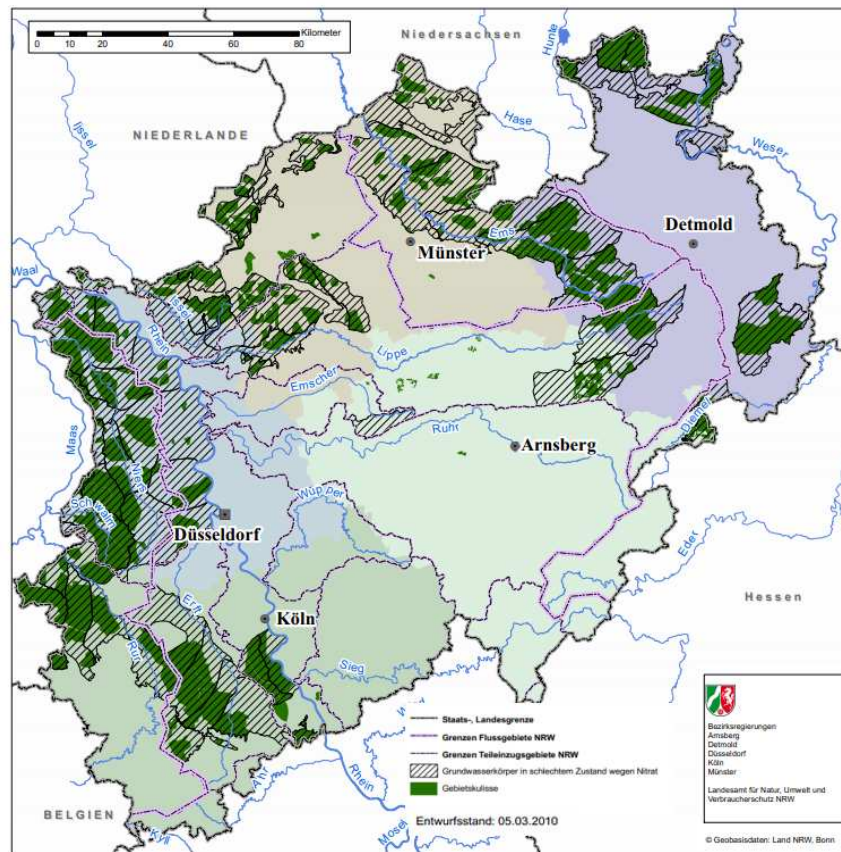 Kilometer
0 10 20 40 60 80
Niedersachsen
Hunte
Ijssel
NIEDERLANDE
Hase
Weser
Detmold
Münster
Ems
Waal
Issel
Rhein
Lippe
Emscher
Diemel
Ruhr
Maas
Arnsberg
Niers
Schwalm
Wupper
Düsseldorf
Eder
Hessen
Erft
Köln
Rur
Sieg
Staats-, Landesgrenze
Grenzen Flussgebiete NRW
Grenzen Teileinzugsgebiete NRW
Grundwasserkörper in schlechtem Zustand wegen Nitrat
Gebietskulisse
Bezirksregierungen
Arnsberg
Detmold
Düsseldorf
Köln
Münster
Landesamt für Natur, Umwelt und
Verbraucherschutz NRW
Ahr
Rhein
BELGIEN
Entwurfsstand: 05.03.2010
Kyll
Mosel
© Geobasisdaten: Land NRW, Bonn